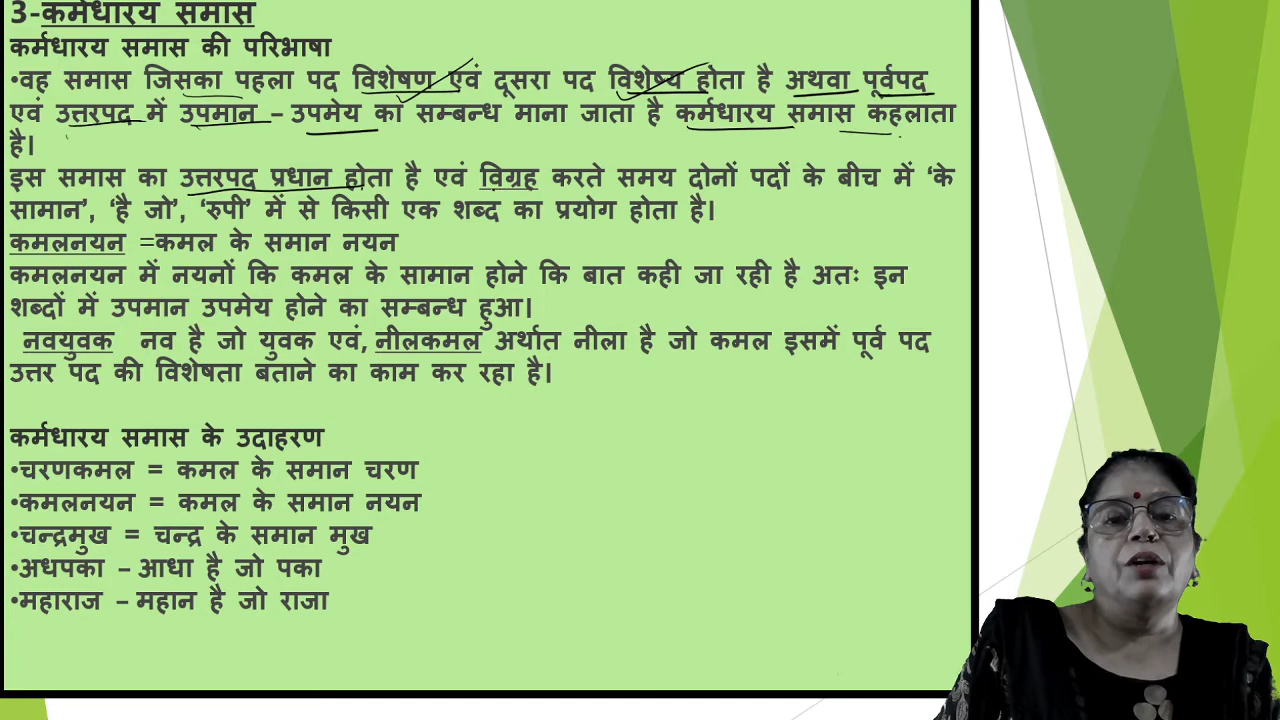 3-कर्मधारय समास
कर्मधारय समास की परिभाषा
•वह समास जिसका पहला पद विशेषण एवं दूसरा पद विशेष्य होता है अथवा पूर्वपद
एवं उत्तरपद में उपमान – उपमेय का सम्बन्ध माना जाता है कर्मधारय समास कहलाता
है।
इस समास का उत्तरपद प्रधान होता है एवं विग्रह करते समय दोनों पदों के बीच में ‘के
सामान’, ‘है जो’, ‘रुपी’ में से किसी एक शब्द का प्रयोग होता है।
कमलनयन =कमल के समान नयन
कमलनयन में नयनों कि कमल के सामान होने कि बात कही जा रही है अतः इन
शब्दों में उपमान उपमेय होने का सम्बन्ध हुआ।
नवयुवक नव है जो युवक एवं, नीलकमल अर्थात नीला है जो कमल इसमें पूर्व पद
उत्तर पद की विशेषता बताने का काम कर रहा है।
कर्मधारय समास के उदाहरण
•चरणकमल = कमल के समान चरण
•कमलनयन = कमल के समान नयन
•चन्द्रमुख = चन्द्र के समान मुख
•अधपका – आधा है जो पका
•महाराज – महान है जो राजा